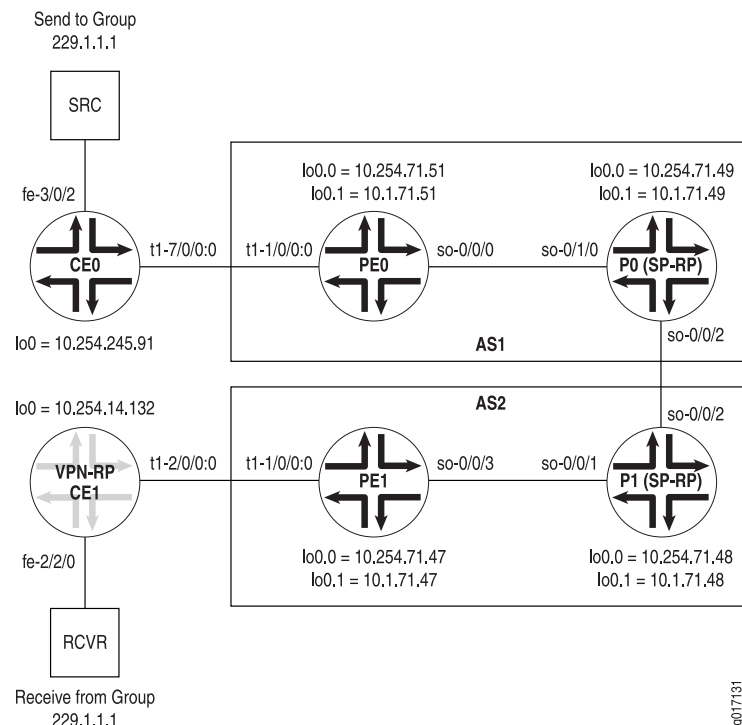 Send to Group
229.1.1.1
SRC
fe-3/0/2
lo0.0 = 10.254.71.51
lo0.1 = 10.1.71.51
lo0.0 = 10.254.71.49
lo0.1 = 10.1.71.49
CE0
t1-7/0/0:0
t1-1/0/0:0
PE0
so-0/0/0
so-0/1/0
P0 (SP-RP)
lo0 = 10.254.245.91
AS1
so-0/0/2
lo0 = 10.254.14.132
AS2
so-0/0/2
VPN-RP
CE1
t1-2/0/0:0
t1-1/0/0:0
PE1
so-0/0/3
so-0/0/1
P1 (SP-RP)
fe-2/2/0
lo0.0 = 10.254.71.47
lo0.1 = 10.1.71.47
lo0.0 = 10.254.71.48
lo0.1 = 10.1.71.48
RCVR
Receive from Group
229.1.1.1
g017131